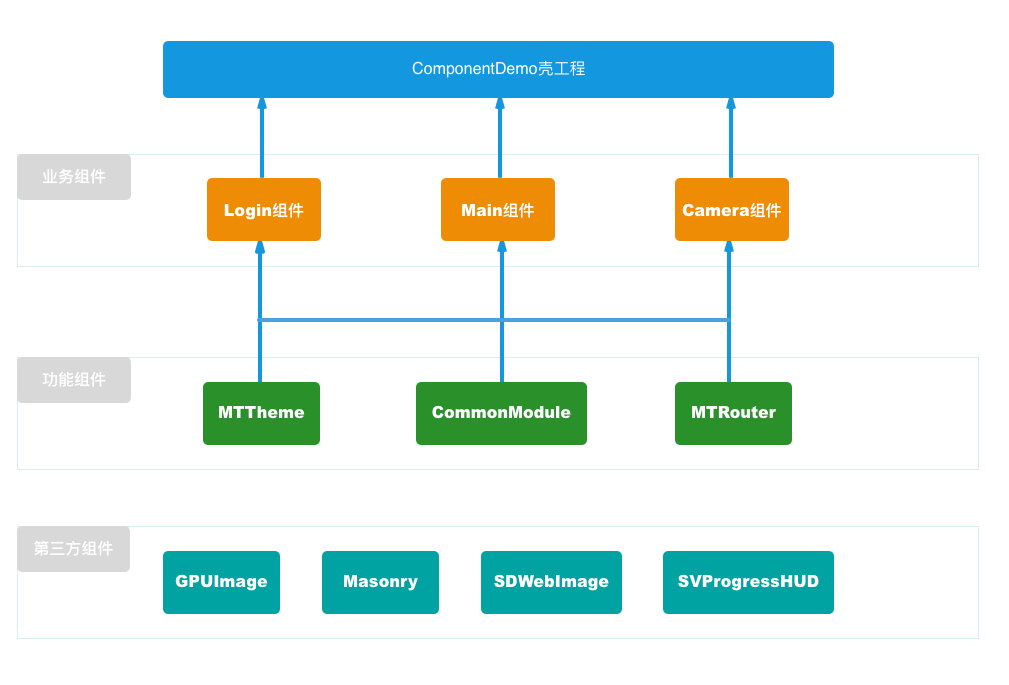 ComponentDemo壳工程
业务组件
Login组件
Main组件
Camera组件
功能组件
MTTheme
CommonModule
MTRouter
第三方组件
GPUImage
Masonry
SDWebImage
SVProgressHUD